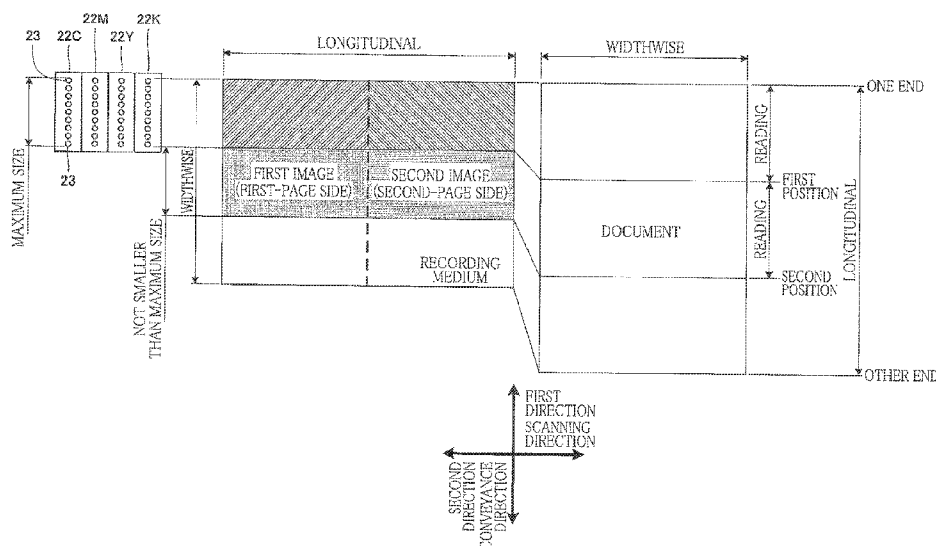 22M
22K
23
22C
22Y
LONGITUDINAL
WIDTHWISE
ONE END
MAXIMUM SIZE
WIDTHWISE
READING
23
FIRST IMAGE
(FIRST-PAGE SIDE)
SECOND IMAGE
(SECOND-PAGE SIDE)
FIRST
POSITION
NOT SMALLER
THAN MAXIMUM SIZE
DOCUMENT
READING
LONGITUDINAL
RECORDING
MEDIUM
SECOND
POSITION
OTHER END
FIRST
DIRECTION
SCANNING
DIRECTION
SECOND
DIRECTION
CONVEYANCE
DIRECTION